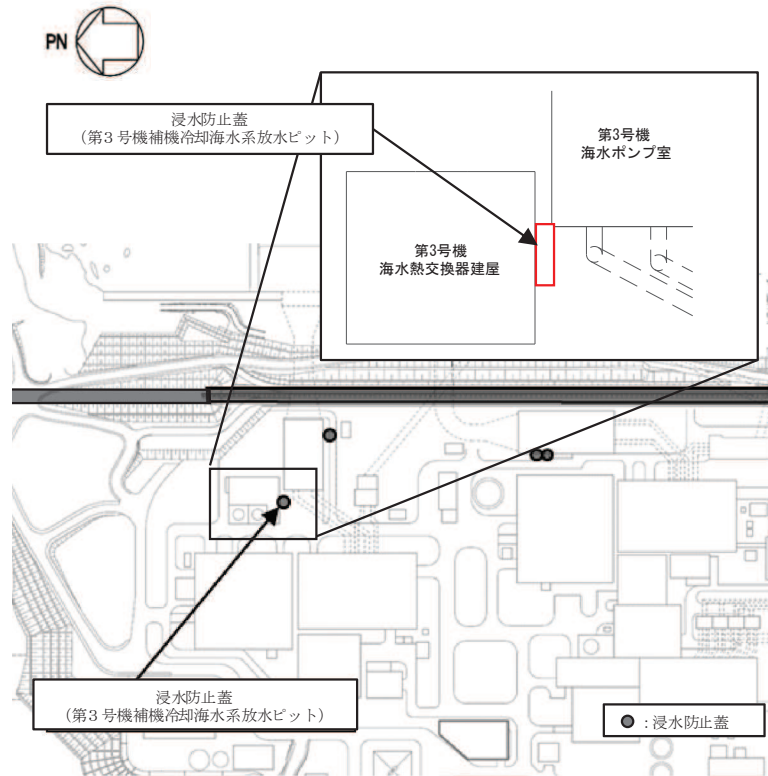 PN
浸水防止蓋
（第３号機補機冷却海水系放水ピット）
第3号機
海水ポンプ室
第3号機
海水熱交換器建屋
浸水防止蓋
（第３号機補機冷却海水系放水ピット）
：浸水防止蓋